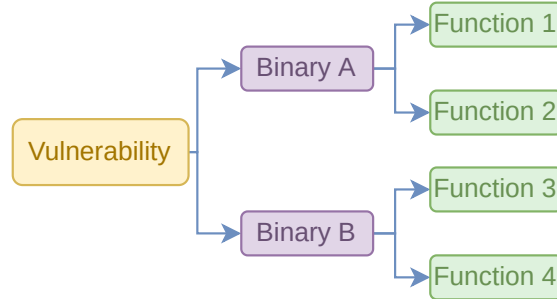 Vulnerability
Binary A
Function 1
Function 2
Binary B
Function 3
Function 4